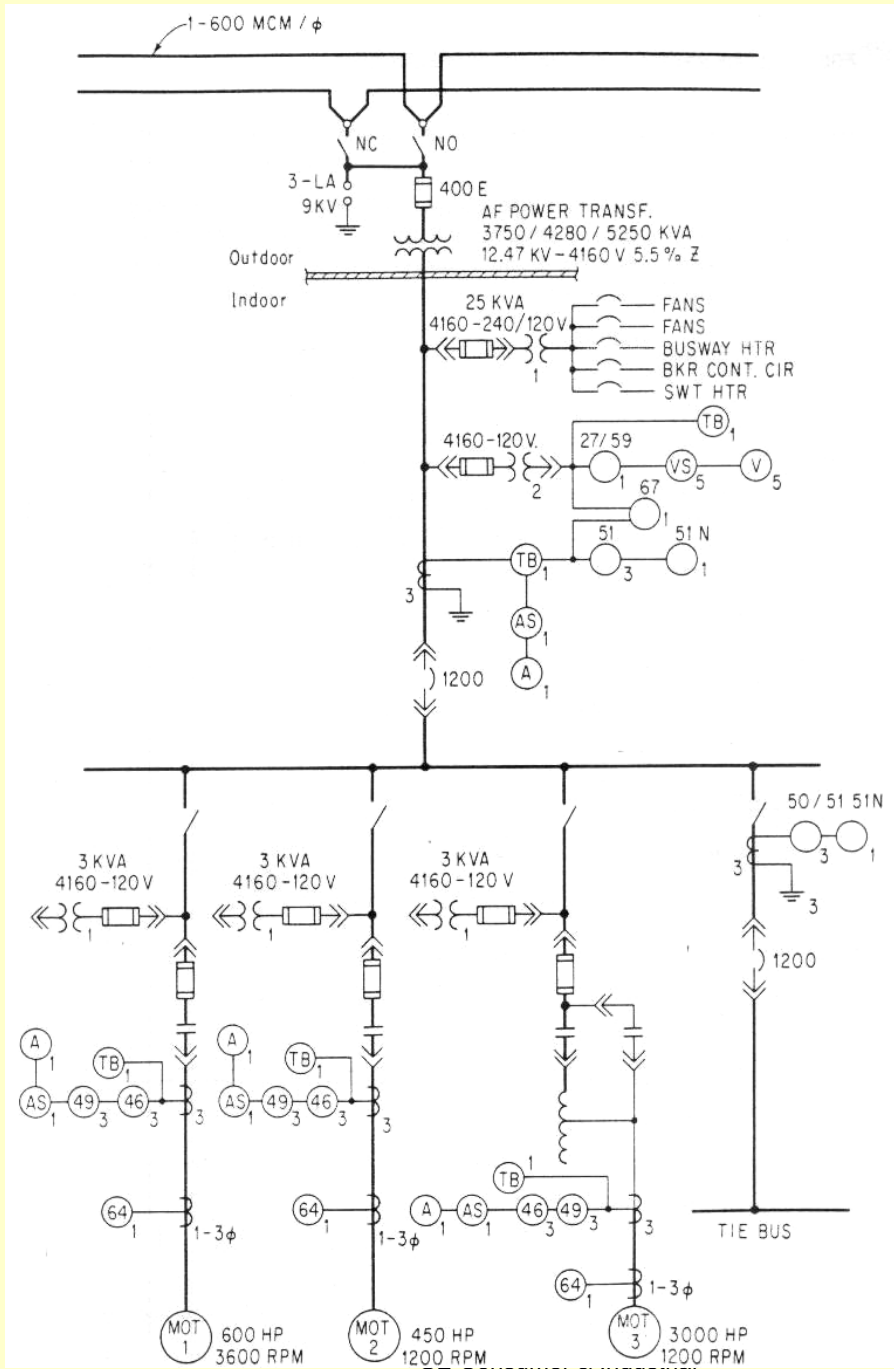 1-600 MCM / ϕ
NC
NO
3-LA
9KV
400 E
AF POWER TRANSF.
3750 / 4280 / 5250 KVA
12.47 KV-4160 V 5.5 % Z
Outdoor
Indoor
25 KVA
4160-240/120 V
1
FANS
FANS
BUSWAY HTR
BKR CONT. CIR
SWT HTR
TB
1
4160-120 V.
2
27/59
1
VS
5
V
5
67
1
51
3
51 N
1
TB
1
3
AS
1
A
1
1200
50/51 51N
3
1
3
3
1200
3 KVA
4160-120 V
1
3 KVA
4160-120 V
1
3 KVA
4160-120 V
1
A
1
TB
1
AS
1
49
3
46
3
3
A
1
TB
1
AS
1
49
3
46
3
3
1
TB
A
1
AS
1
46
3
49
3
3
64
1
1-3ϕ
64
1
1-3ϕ
64
1
1-3ϕ
TIE BUS
MOT
1
600 HP
3600 RPM
MOT
2
450 HP
1200 RPM
MOT
3
3000 HP
1200 RPM